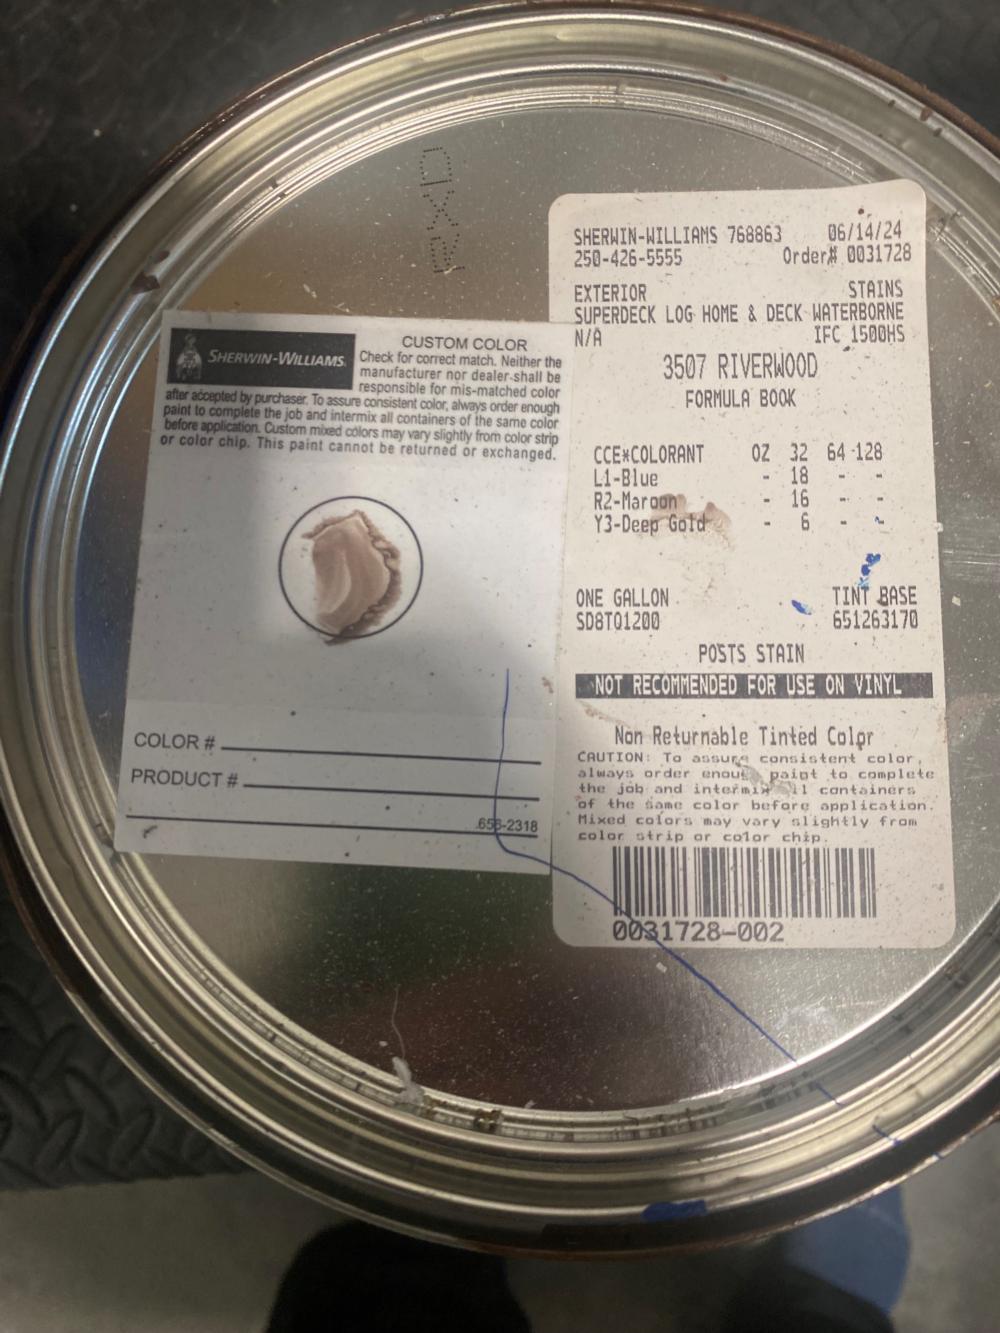 SHERWIN-WILLIAMS.
CUSTOM COLOR
Check for correct match. Neither the
manufacturer nor dealer-shall be
responsible for mis-matched color
after accepted by purchaser. To assure consistent color, always order enough
paint to complete the job and intermix all containers of the same color
before application. Custom mixed colors may vary slightly from color strip
or color chip. This paint cannot be returned or exchanged.
COLOR #
PRODUCT #
656-2318
SHERWIN-WILLIAMS 768863 06/14/24
250-426-5555 Order# 0031728
EXTERIOR STAINS
SUPERDECK LOG HOME & DECK WATERBORNE
N/A IFC 1500HS
3507 RIVERWOOD
FORMULA BOOK
CCE*COLORANT OZ 32 64 128
L1-Blue - 18 - -
R2-Maroon - 16 - -
Y3-Deep Gold - 6 - -
ONE GALLON TINT BASE
SD8T01200 651263170
POSTS STAIN
NOT RECOMMENDED FOR USE ON VINYL
Non Returnable Tinted Color
CAUTION: To assure consistent color,
always order enou paint to complete
the job and intermix all containers
of the same color before application.
Mixed colors may vary slightly from
color strip or color chip.
0031728-002